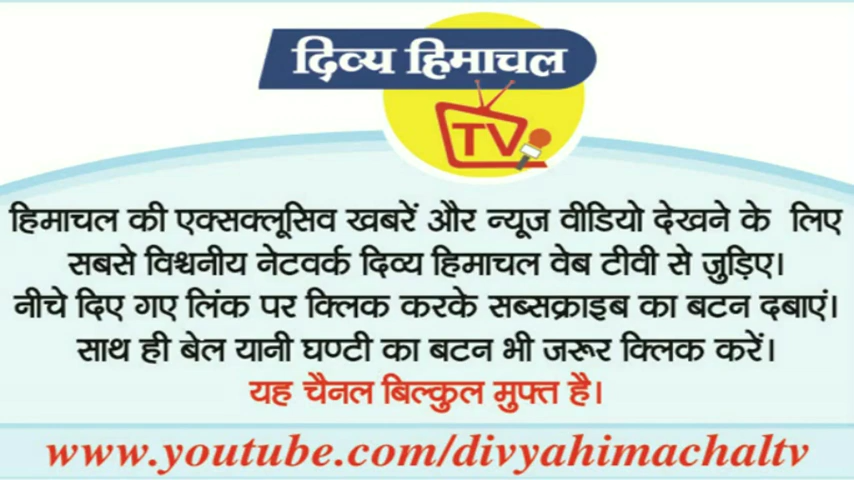 दिव्य हिमाचल
TV
हिमाचल की एक्सक्लूसिव खबरें और न्यूज वीडियो देखने के लिए
सबसे विश्वनीय नेटवर्क दिव्य हिमाचल वेब टीवी से जुड़िए।
नीचे दिए गए लिंक पर क्लिक करके सब्सक्राइब का बटन दबाएं।
साथ ही बेल यानी घण्टी का बटन भी जरूर क्लिक करें।
यह चैनल बिल्कुल मुफ्त है।
www.youtube.com/divyahimachaltv